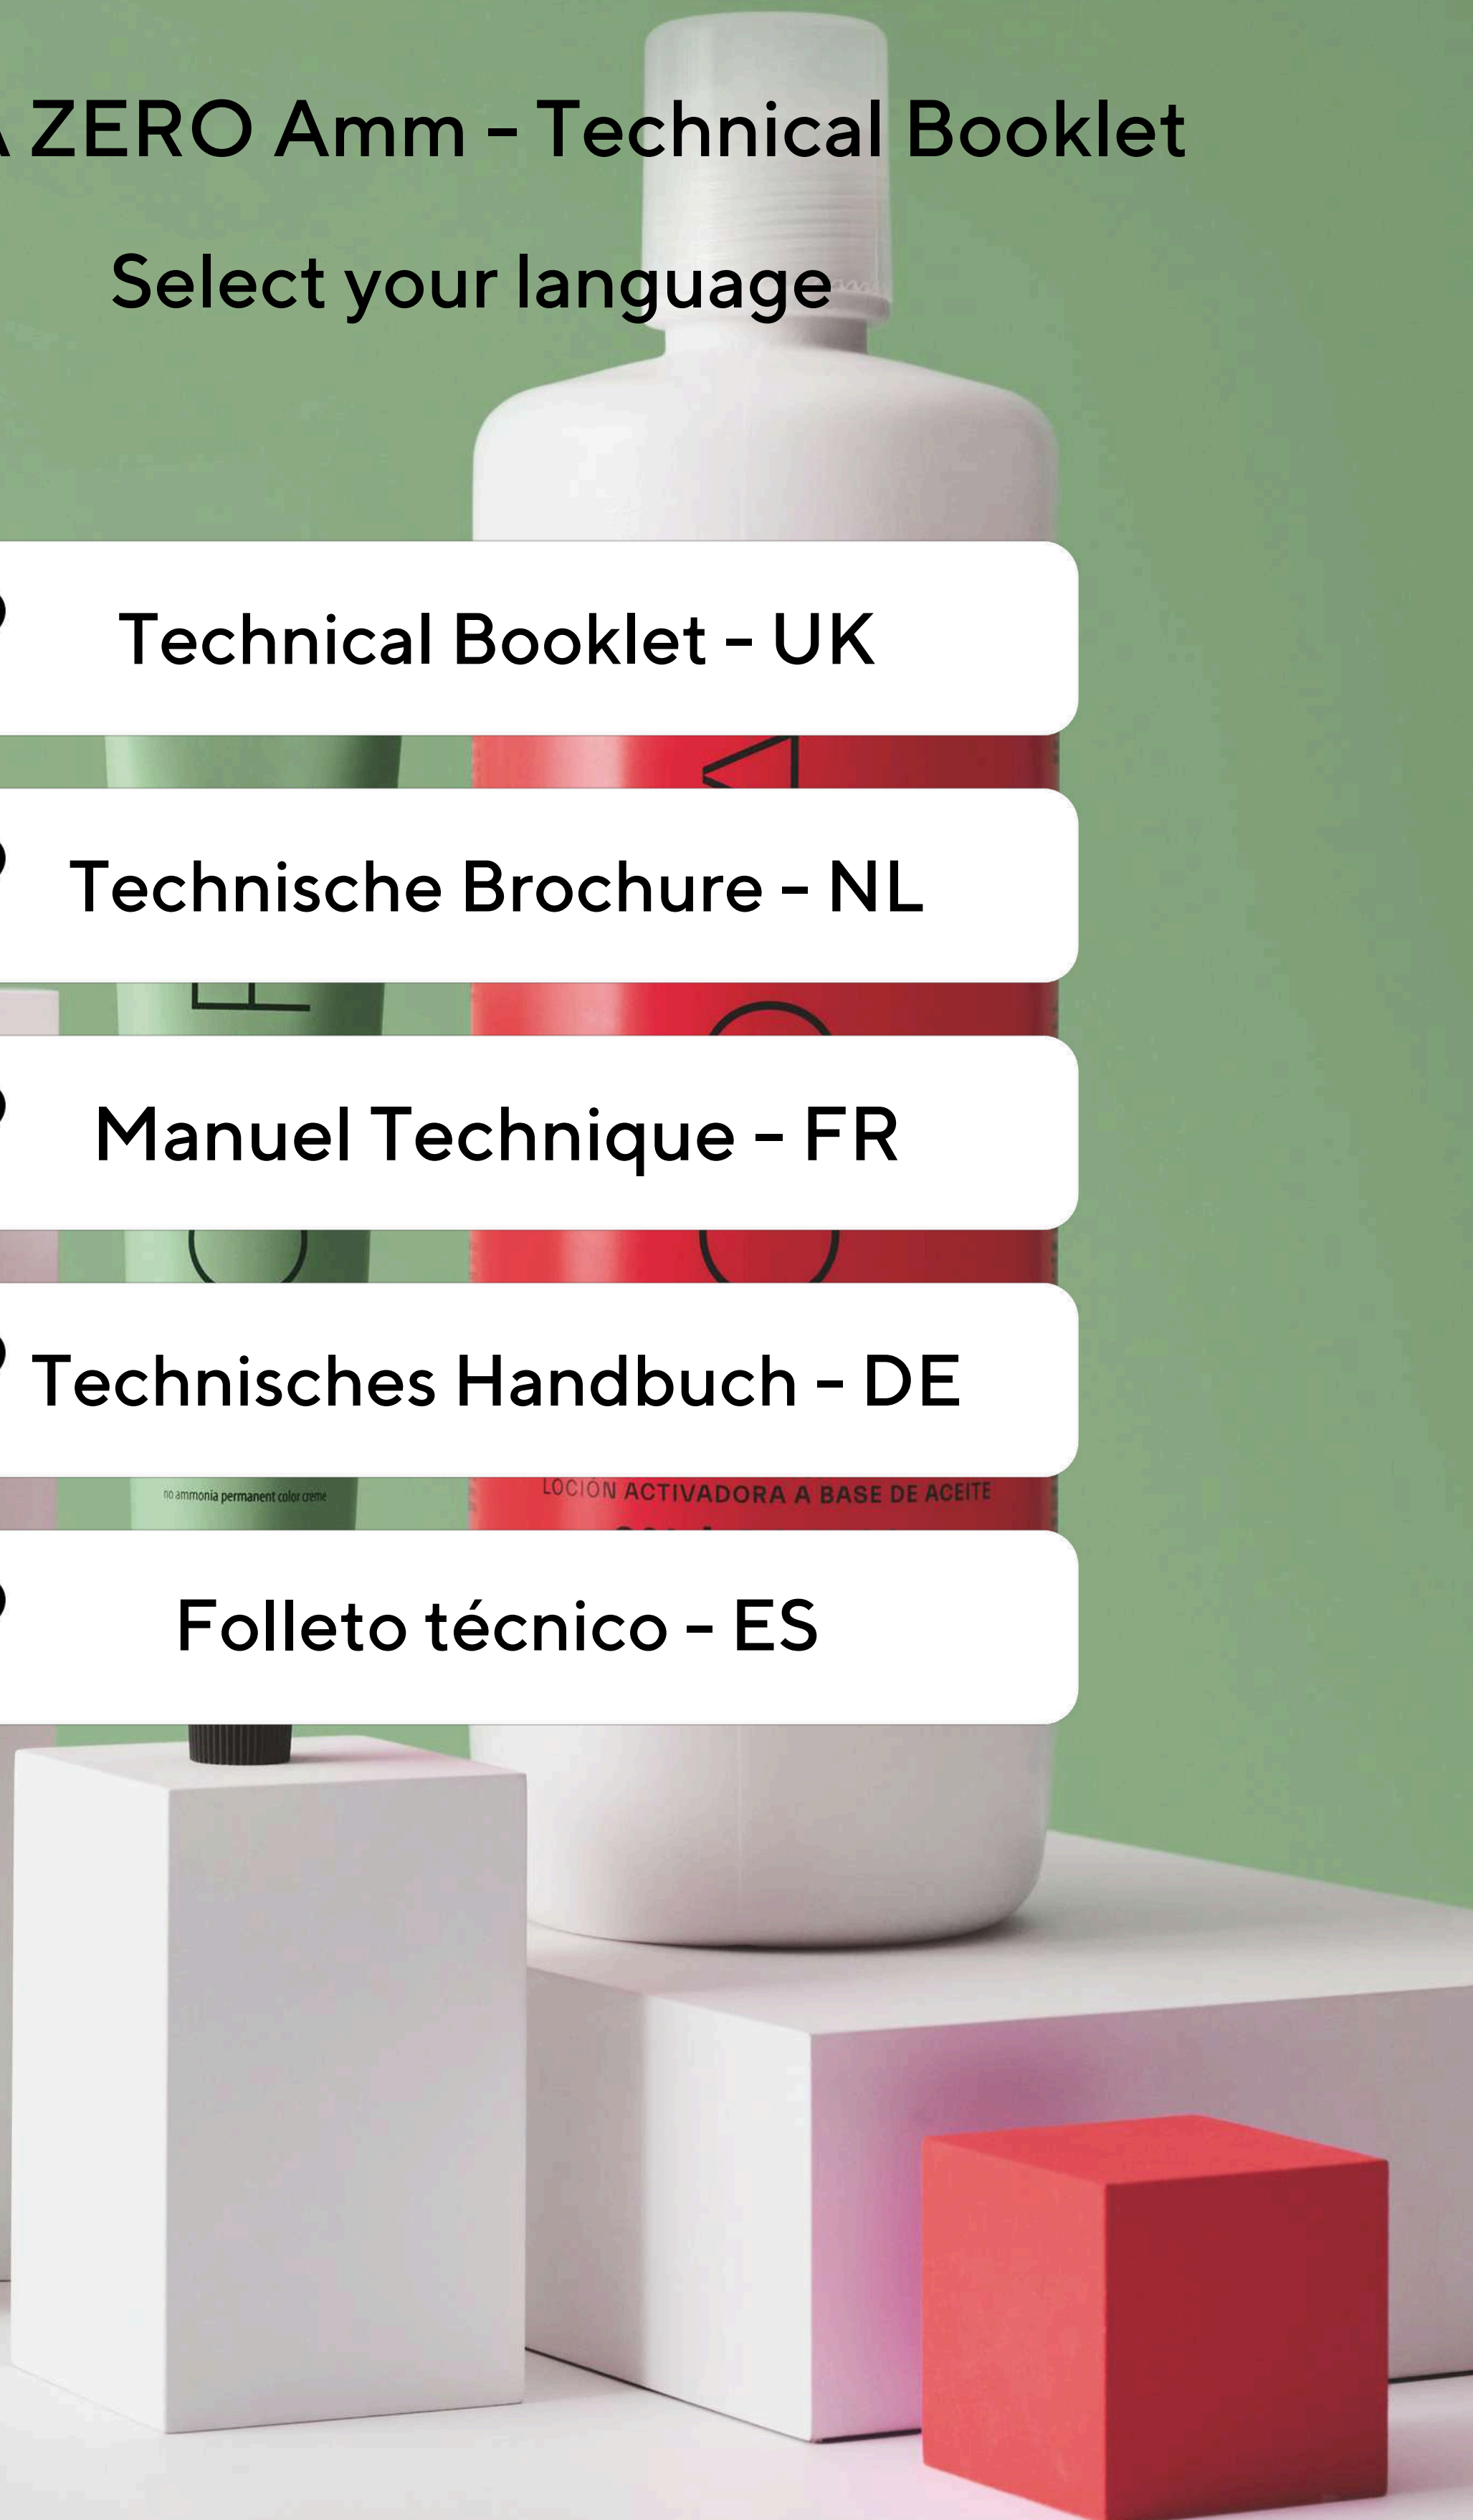 A ZERO Amm - Technical Booklet
Select your language
Technical Booklet - UK
Technische Brochure - NL
Manuel Technique - FR
Technisches Handbuch - DE
no ammonia permanent color creme
LOCIÓN ACTIVADORA A BASE DE ACEITE
Folleto técnico - ES